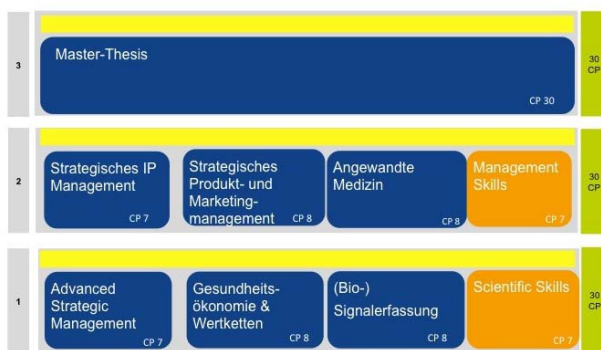 3
Master-Thesis
CP 30
30
CP
2
Strategisches IP
Management
CP 7
Strategisches
Produkt- und
Marketing-
management
CP 8
Angewandte
Medizin
CP 8
Management
Skills
CP 7
30
CP
1
Advanced
Strategic
Management
CP 7
Gesundheits-
ökonomie &
Wertketten
CP 8
(Bio-)
Signalerfassung
CP 8
Scientific Skills
CP 7
30
CP